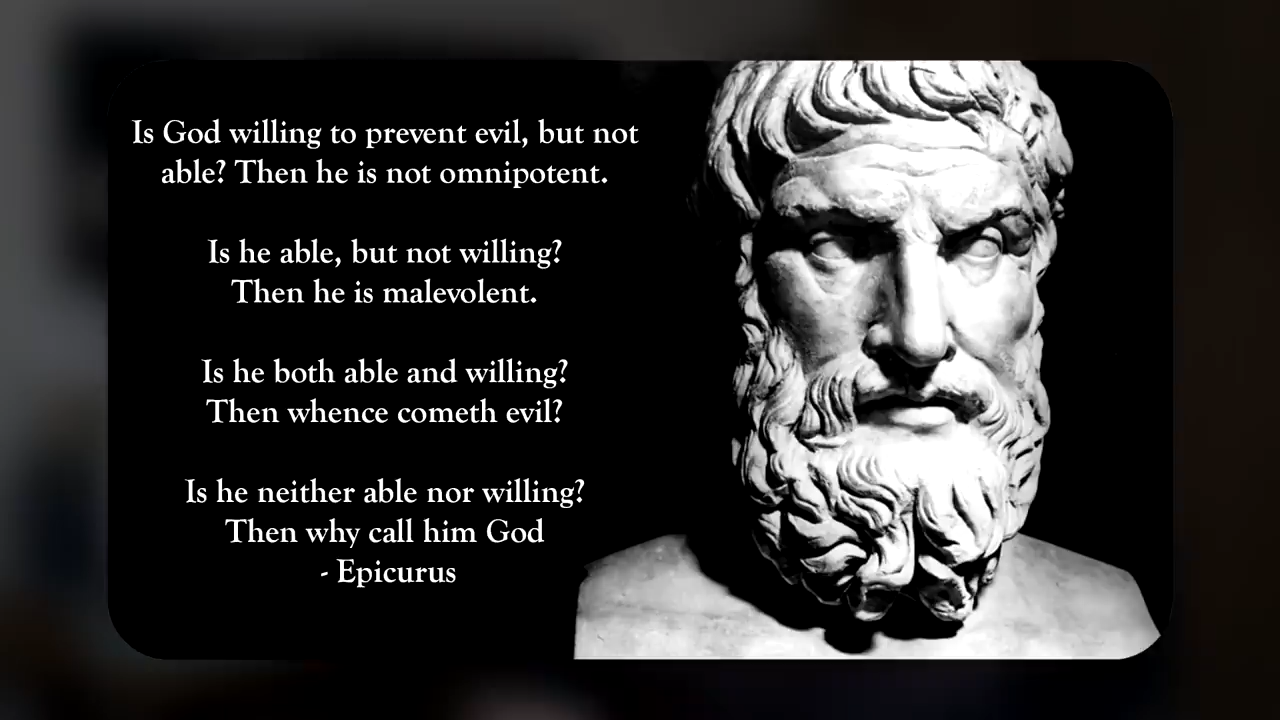 Is God willing to prevent evil, but not
able? Then he is not omnipotent.
Is he able, but not willing?
Then he is malevolent.
Is he both able and willing?
Then whence cometh evil?
Is he neither able nor willing?
Then why call him God
- Epicurus